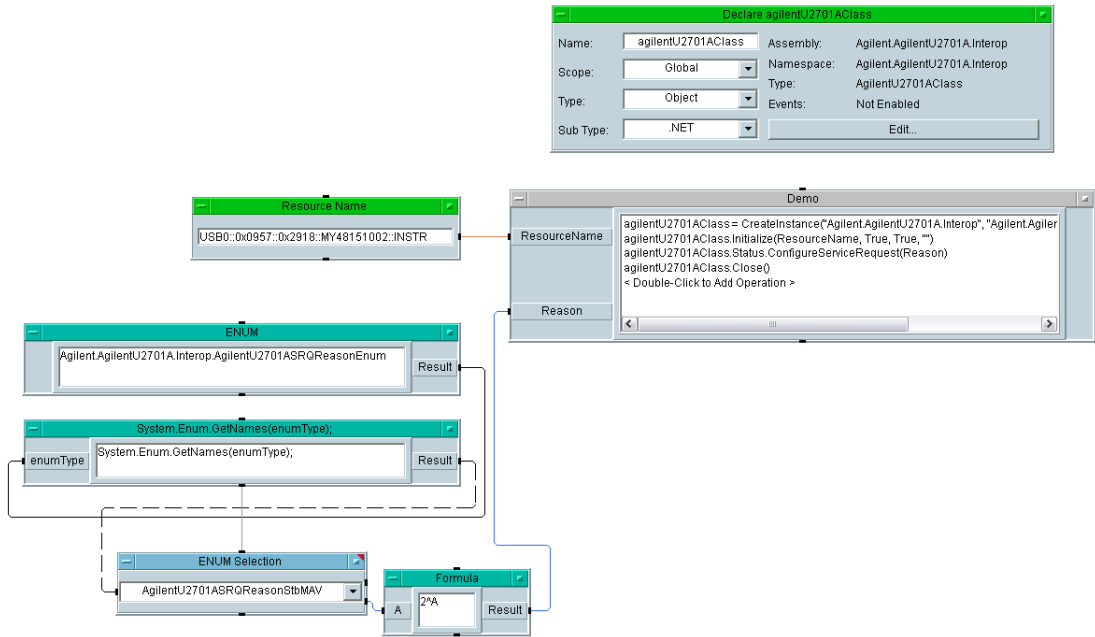 Declare agilentU2701AClass
Name: agilentU2701AClass Assembly: Agilent.AgilentU2701A.Interop
Scope: Global Namespace: Agilent.AgilentU2701A.Interop
Type: AgilentU2701AClass
Type: Object Events: Not Enabled
Sub Type: .NET Edit...
Resource Name
USB0::0x0957::0x2918::MY48151002::INSTR
Demo
ResourceName
Reason
agilentU2701AClass = CreateInstance("Agilent.AgilentU2701A.Interop", "Agilent.Agiler
agilentU2701AClass.Initialize(ResourceName, True, True, "")
agilentU2701AClass.Status.ConfigureServiceRequest(Reason)
agilentU2701AClass.Close()
< Double-Click to Add Operation >
ENUM
Agilent.AgilentU2701A.Interop.AgilentU2701ASRQReasonEnum
Result
System.Enum.GetNames(enumType);
enumType System.Enum.GetNames(enumType); Result
ENUM Selection
AgilentU2701ASRQReasonStbMAV
Formula
A 2^A Result